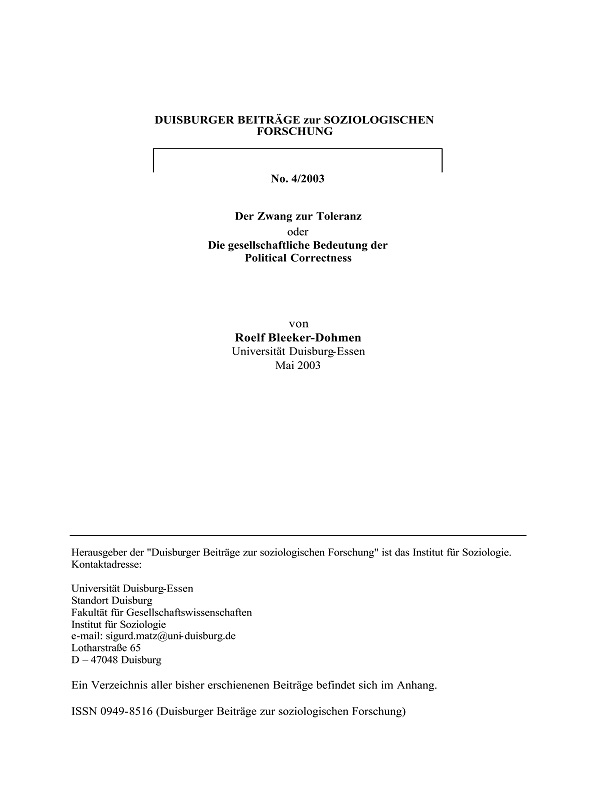 DUISBURGER BEITRÄGE zur SOZIOLOGISCHEN
FORSCHUNG
No. 4/2003
Der Zwang zur Toleranz
oder
Die gesellschaftliche Bedeutung der
Political Correctness
von
Roelf Bleeker-Dohmen
Universität Duisburg-Essen
Mai 2003
Herausgeber der "Duisburger Beiträge zur soziologischen Forschung" ist das Institut für Soziologie.
Kontaktadresse:
Universität Duisburg-Essen
Standort Duisburg
Fakultät für Gesellschaftswissenschaften
Institut für Soziologie
e-mail: sigurd.matz@uni-duisburg.de
Lotharstraße 65
D – 47048 Duisburg
Ein Verzeichnis aller bisher erschienenen Beiträge befindet sich im Anhang.
ISSN 0949-8516 (Duisburger Beiträge zur soziologischen Forschung)